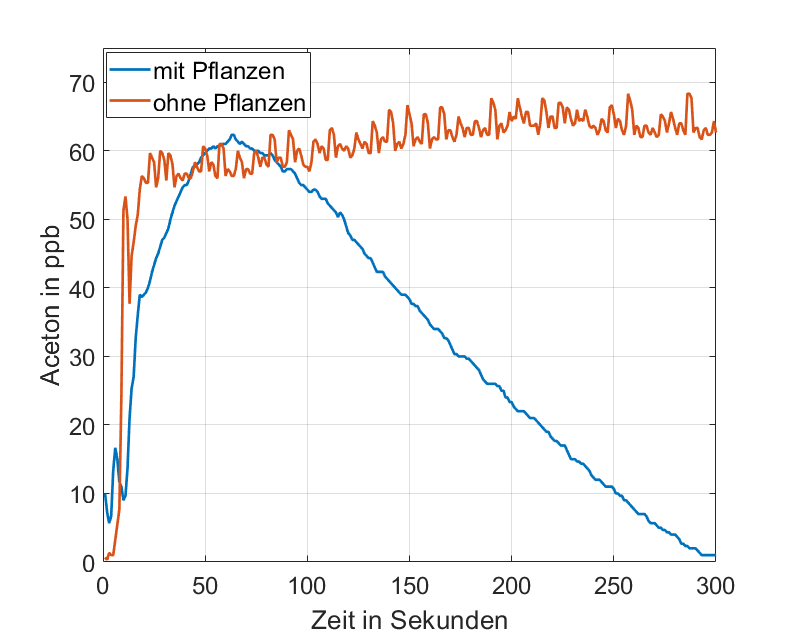 mit Pflanzen
ohne Pflanzen
Aceton in ppb
70
60
50
40
30
20
10
0
0 50 100 150 200 250 300
Zeit in Sekunden